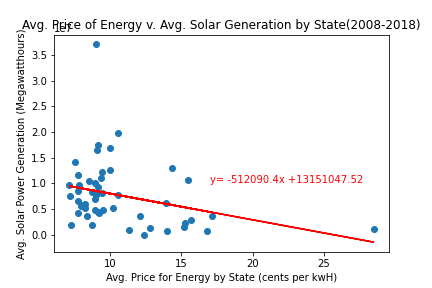 Avg. Price of Energy v. Avg. Solar Generation by State(2008-2018)
1e7
3.5
3.0
2.5
2.0
1.5
1.0
0.5
0.0
Avg. Solar Power Generation (Megawatthours)
y= -512090.4x +13151047.52
10
15
20
25
Avg. Price for Energy by State (cents per kwH)